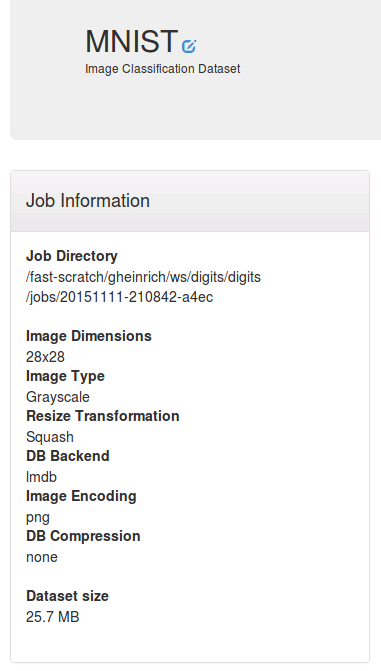 MNIST
Image Classification Dataset
Job Information
Job Directory
/fast-scratch/gheinrich/ws/digits/digits
/jobs/20151111-210842-a4ec
Image Dimensions
28x28
Image Type
Grayscale
Resize Transformation
Squash
DB Backend
lmdb
Image Encoding
png
DB Compression
none
Dataset size
25.7 MB